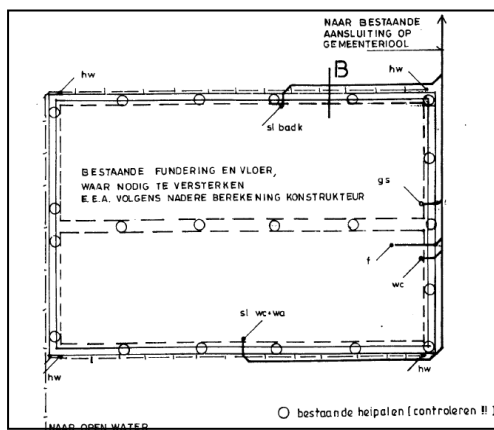 NAAR BESTAANDE
AANSLUITING OP
GEMEENTERIOOL
hw
B
hw
sl badk
BESTAANDE FUNDERING EN VLOER,
WAAR NODIG TE VERSTERKEN
E.E.A. VOLGENS NADERE BEREKENING KONSTRUKTEUR
gs
f
f
wc
sl wc+wa
hw
hw
bestaande heipalen (controleren !!)
NAAR OPEN WATER